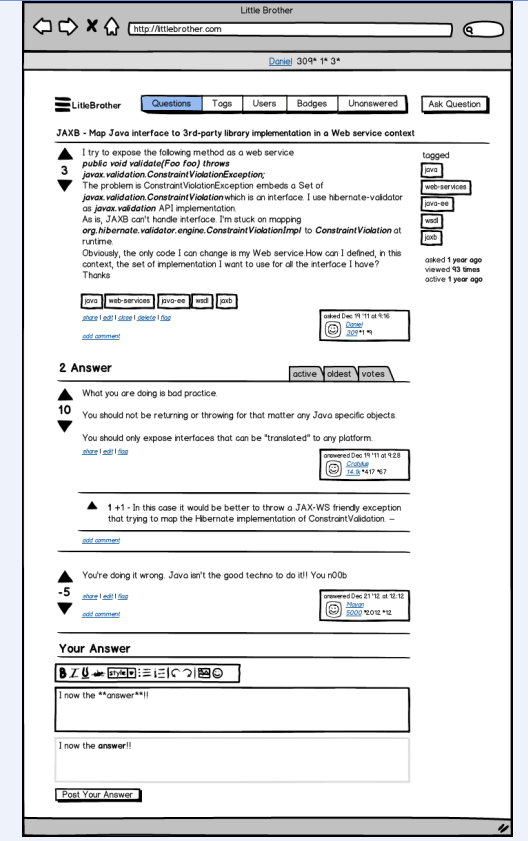 Little Brother
http://littlebrother.com
Daniel 309* 1* 3*
LitleBrother
Questions Tags Users Badges Unanswered
Ask Question
JAXB - Map Java interface to 3rd-party library implementation in a Web service context
3
I try to expose the following method as a web service
public void validate(Foo foo) throws
javax.validation.ConstraintViolationException;
The problem is ConstraintViolationException embeds a Set of
javax.validation.ConstraintViolation which is an interface. I use hibernate-validator
as javax.validation API implementation.
As is, JAXB can't handle interface. I'm stuck on mapping
org.hibernate.validator.engine.ConstraintViolationImpl to ConstraintViolation at
runtime.
Obviously, the only code I can change is my Web service.How can I defined, in this
context, the set of implementation I want to use for all the interface I have?
Thanks
tagged
java
web-services
java-ee
wsdl
jaxb
asked 1 year ago
viewed 93 times
active 1 year ago
java web-services java-ee wsdl jaxb
share | edit | close | delete | flag
add comment
asked Dec 19 '11 at 9:16
Daniel
309 *1 *9
2 Answer
active oldest votes
10
What you are doing is bad practice.
You should not be returning or throwing for that matter any Java specific objects.
You should only expose interfaces that can be "translated" to any platform.
share | edit | flag
answered Dec 19 '11 at 9:28
Cratylus
14.1k *417 *67
1 +1 - In this case it would be better to throw a JAX-WS friendly exception
that trying to map the Hibernate implementation of ConstraintValidation. –
add comment
-5
You're doing it wrong. Java isn't the good techno to do it!! You n00b
share | edit | flag
add comment
answered Dec 21 '12 at 12:12
Mayan
5000 *2012 *12
Your Answer
B I U abc style
I now the **answer**!!
I now the answer!!
Post Your Answer